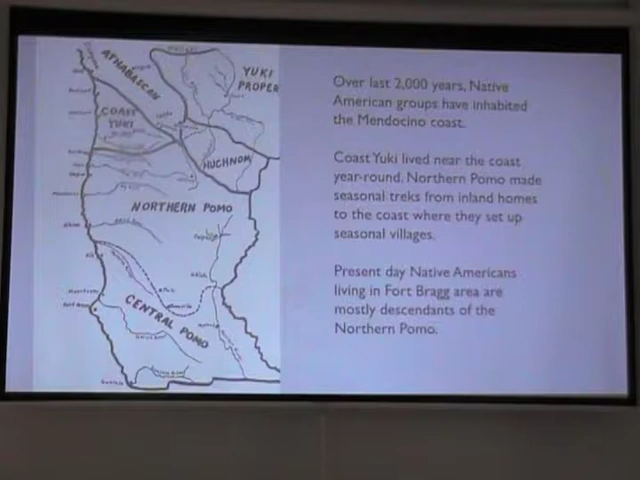 ATHABASCAN
YUKI
PROPER
COAST
YUKI
HUCHNOM
NORTHERN POMO
CENTRAL POMO
Over last 2,000 years, Native
American groups have inhabited
the Mendocino coast.
Coast Yuki lived near the coast
year-round. Northern Pomo made
seasonal treks from inland homes
to the coast where they set up
seasonal villages.
Present day Native Americans
living in Fort Bragg area are
mostly descendants of the
Northern Pomo.